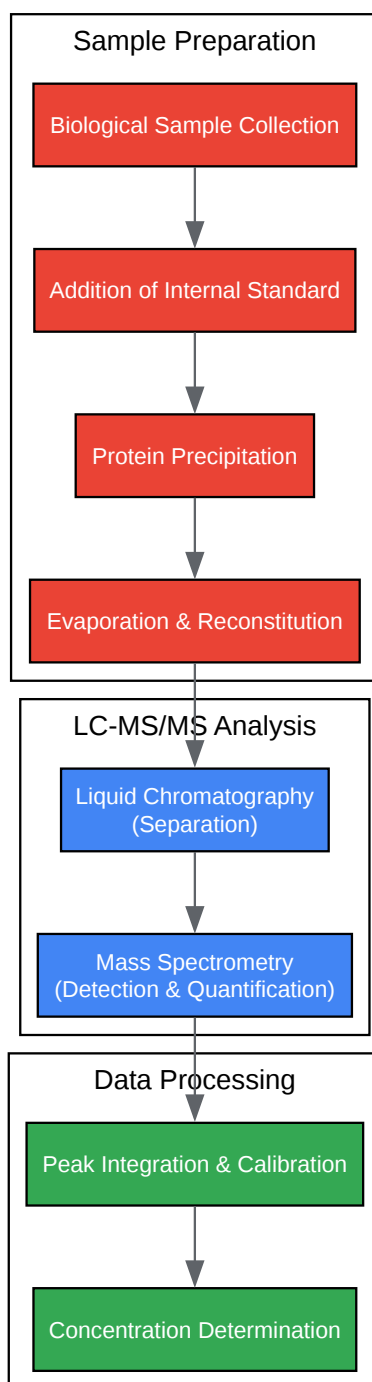 Sample Preparation
Biological Sample Collection
Addition of Internal Standard
Protein Precipitation
Evaporation & Reconstitution
LC-MS/MS Analysis
Liquid Chromatography
(Separation)
Mass Spectrometry
(Detection & Quantification)
Data Processing
Peak Integration & Calibration
Concentration Determination